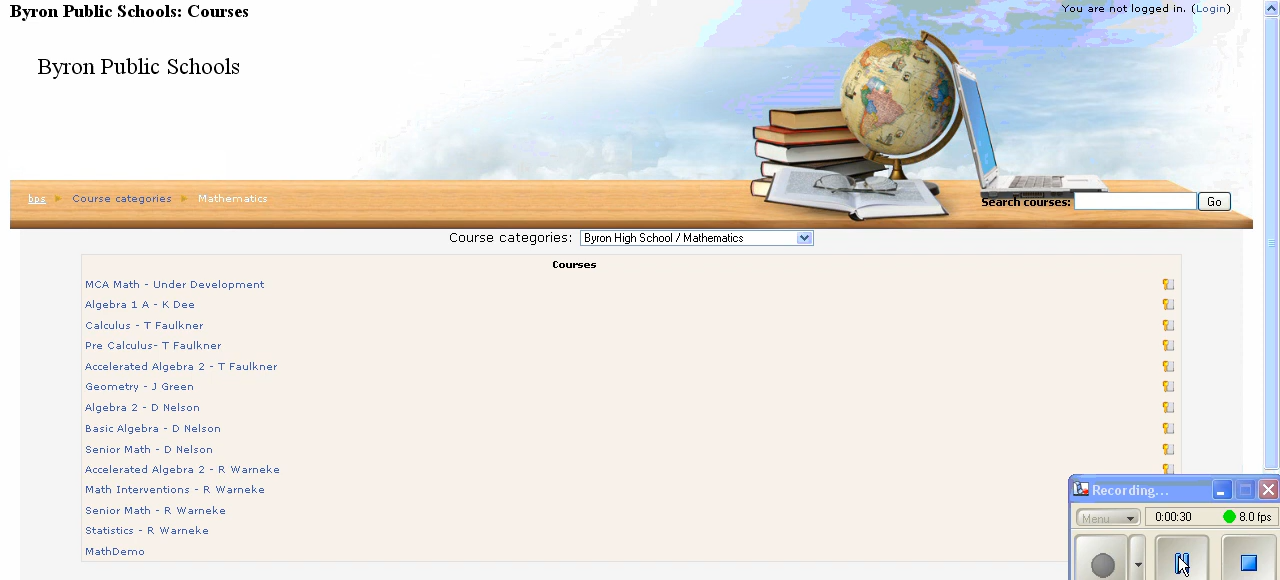 Byron Public Schools: Courses
You are not logged in. (Login)
Byron Public Schools
bps ► Course categories ► Mathematics
Search courses: Go
Course categories: Byron High School / Mathematics
Courses
MCA Math - Under Development
Algebra 1 A - K Dee
Calculus - T Faulkner
Pre Calculus- T Faulkner
Accelerated Algebra 2 - T Faulkner
Geometry - J Green
Algebra 2 - D Nelson
Basic Algebra - D Nelson
Senior Math - D Nelson
Accelerated Algebra 2 - R Warneke
Math Interventions - R Warneke
Senior Math - R Warneke
Statistics - R Warneke
MathDemo
Recording...
Menu 0:00:30 8.0 fps